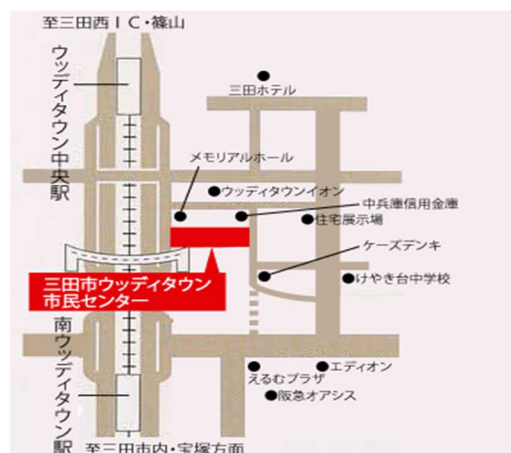 至三田西IC・篠山
ウッディタウン中央駅
三田ホテル
メモリアルホール
ウッディタウンイオン
中兵庫信用金庫
住宅展示場
ケーズデンキ
けやき台中学校
三田市ウッディタウン
市民センター
南ウッディタウン駅
えるむプラザ
エディオン
阪急オアシス
至三田市内・宝塚方面